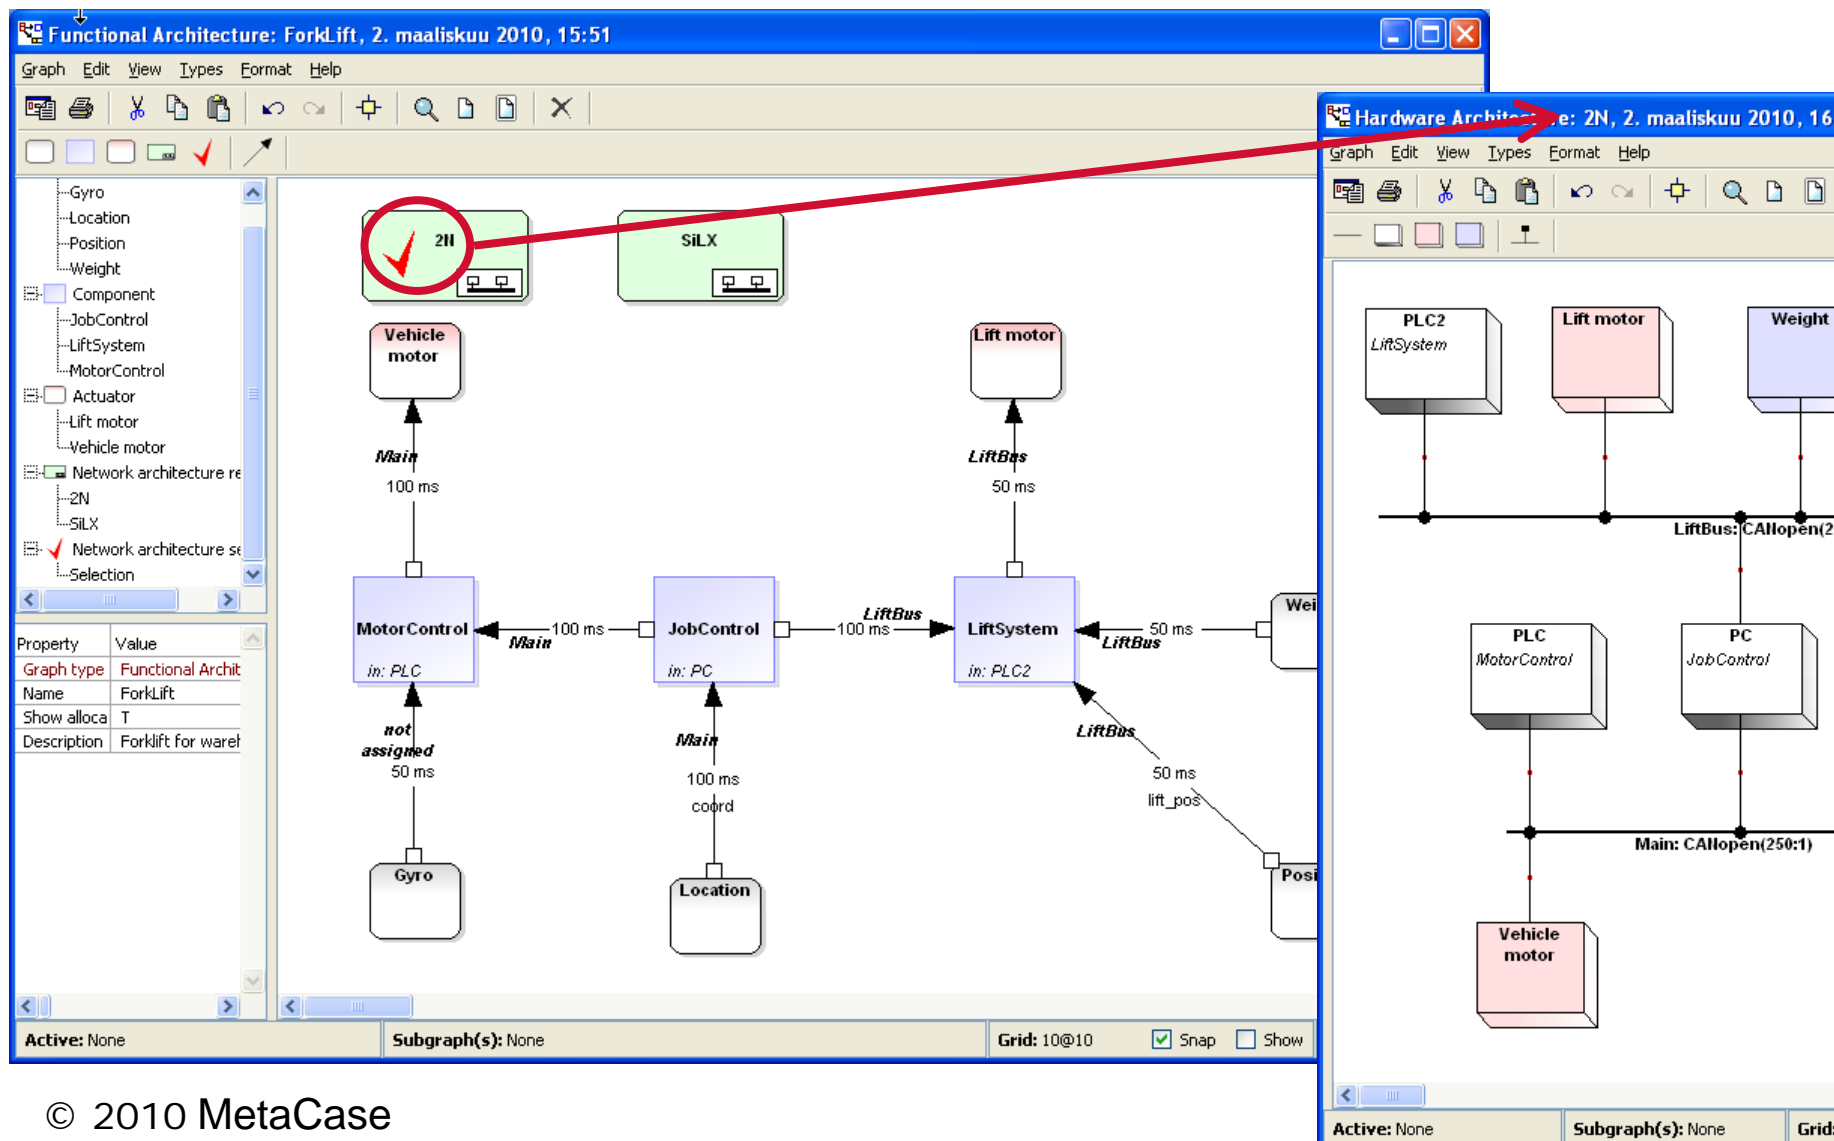 Functional Architecture: ForkLift, 2. maaliskuu 2010, 15:51
Graph Edit View Types Format Help
Gyro
Location
Position
Weight
Component
JobControl
LiftSystem
MotorControl
Actuator
Lift motor
Vehicle motor
Network architecture re
2N
SiLX
Network architecture se
Selection
Property Value
Graph type Functional Archit
Name ForkLift
Show alloca T
Description Forklift for wareh
2N
SiLX
Vehicle
motor
Lift motor
Main
100 ms
LiftBus
50 ms
MotorControl
in: PLC
Main
100 ms
JobControl
in: PC
LiftBus
100 ms
LiftSystem
in: PLC2
50 ms
LiftBus
Wei
not
assigned
50 ms
Main
100 ms
coord
LiftBus
50 ms
lift_pos
Gyro
Location
Posi
Active: None
Subgraph(s): None
Grid: 10@10
Snap
Show
Hardware Architecture: 2N, 2. maaliskuu 2010, 16
Graph Edit View Types Format Help
PLC2
LiftSystem
Lift motor
Weight
LiftBus: CANopen(2
PLC
MotorControl
PC
JobControl
Main: CANopen(250:1)
Vehicle
motor
Active: None
Subgraph(s): None
Grid:
© 2010 MetaCase